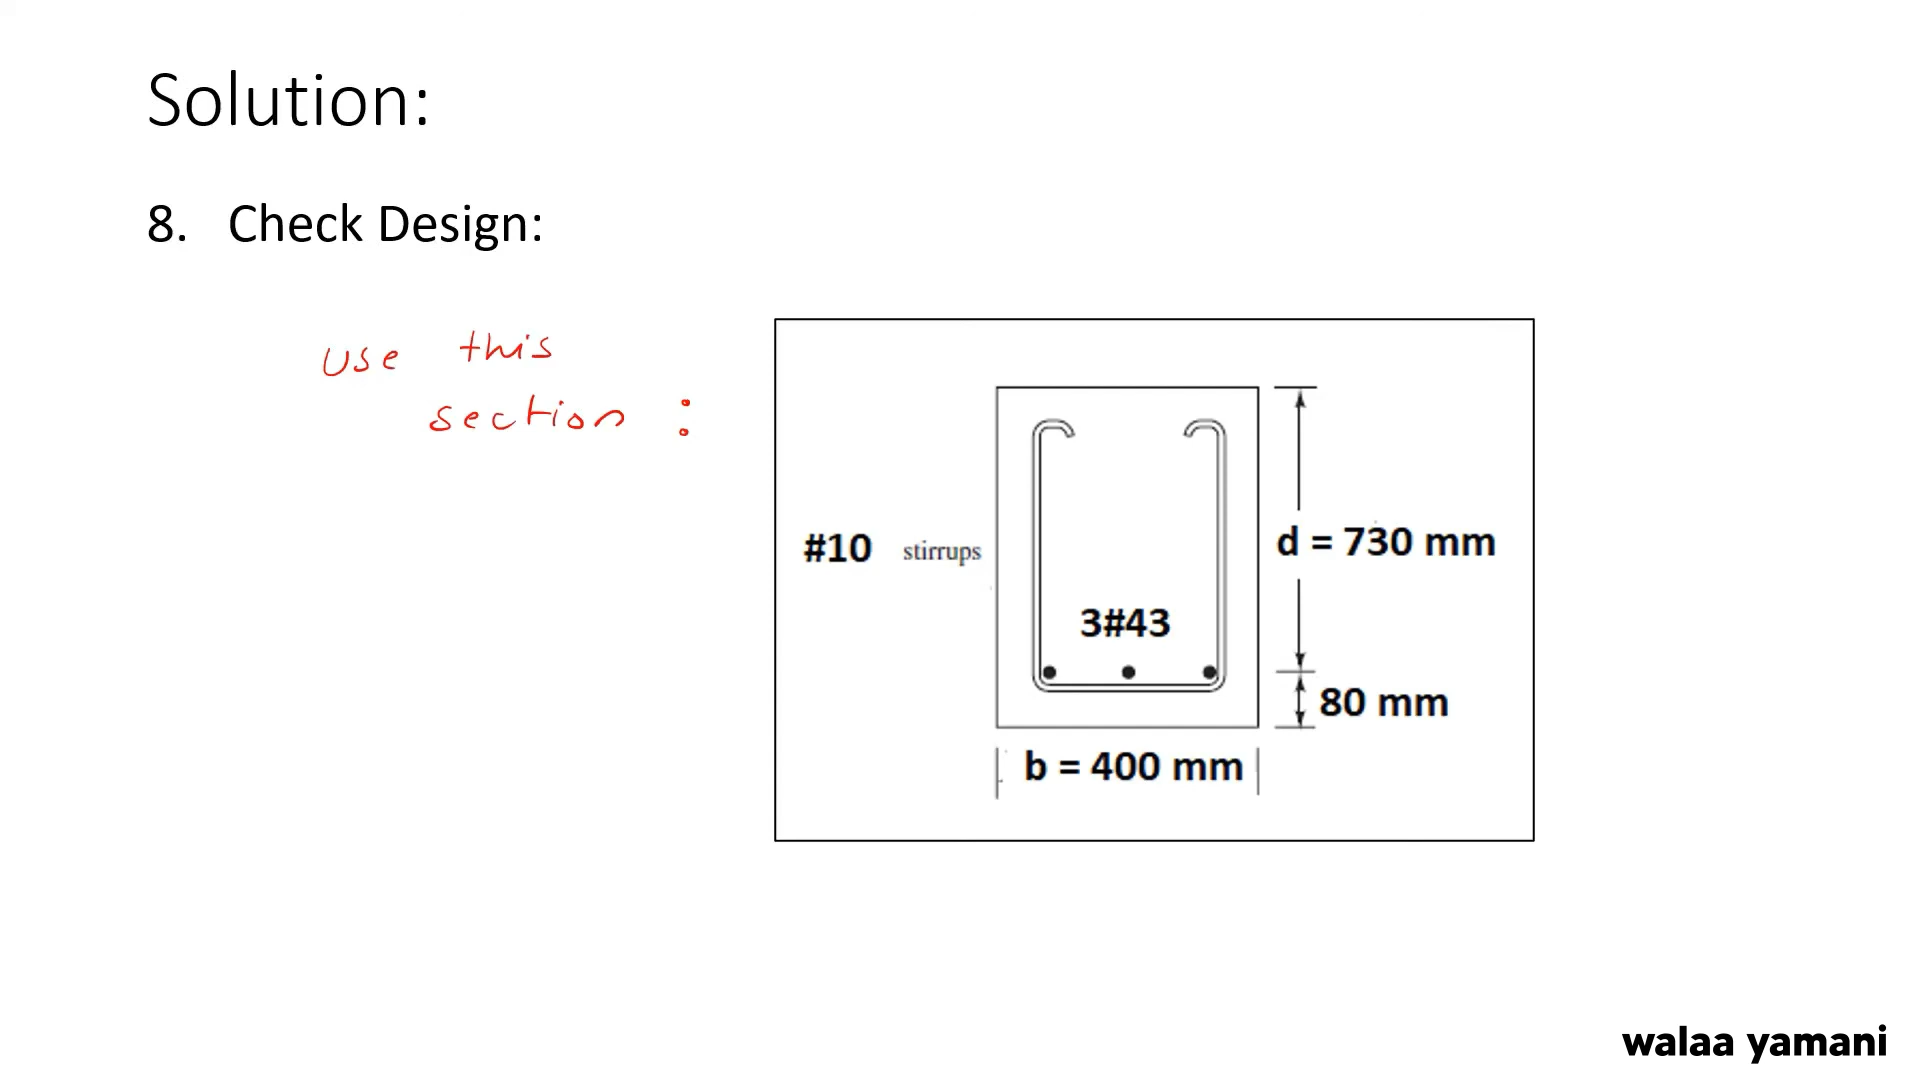 Solution:
8. Check Design:
use this
section :
#10 stirrups
d = 730 mm
3#43
80 mm
b = 400 mm
walaa yamani